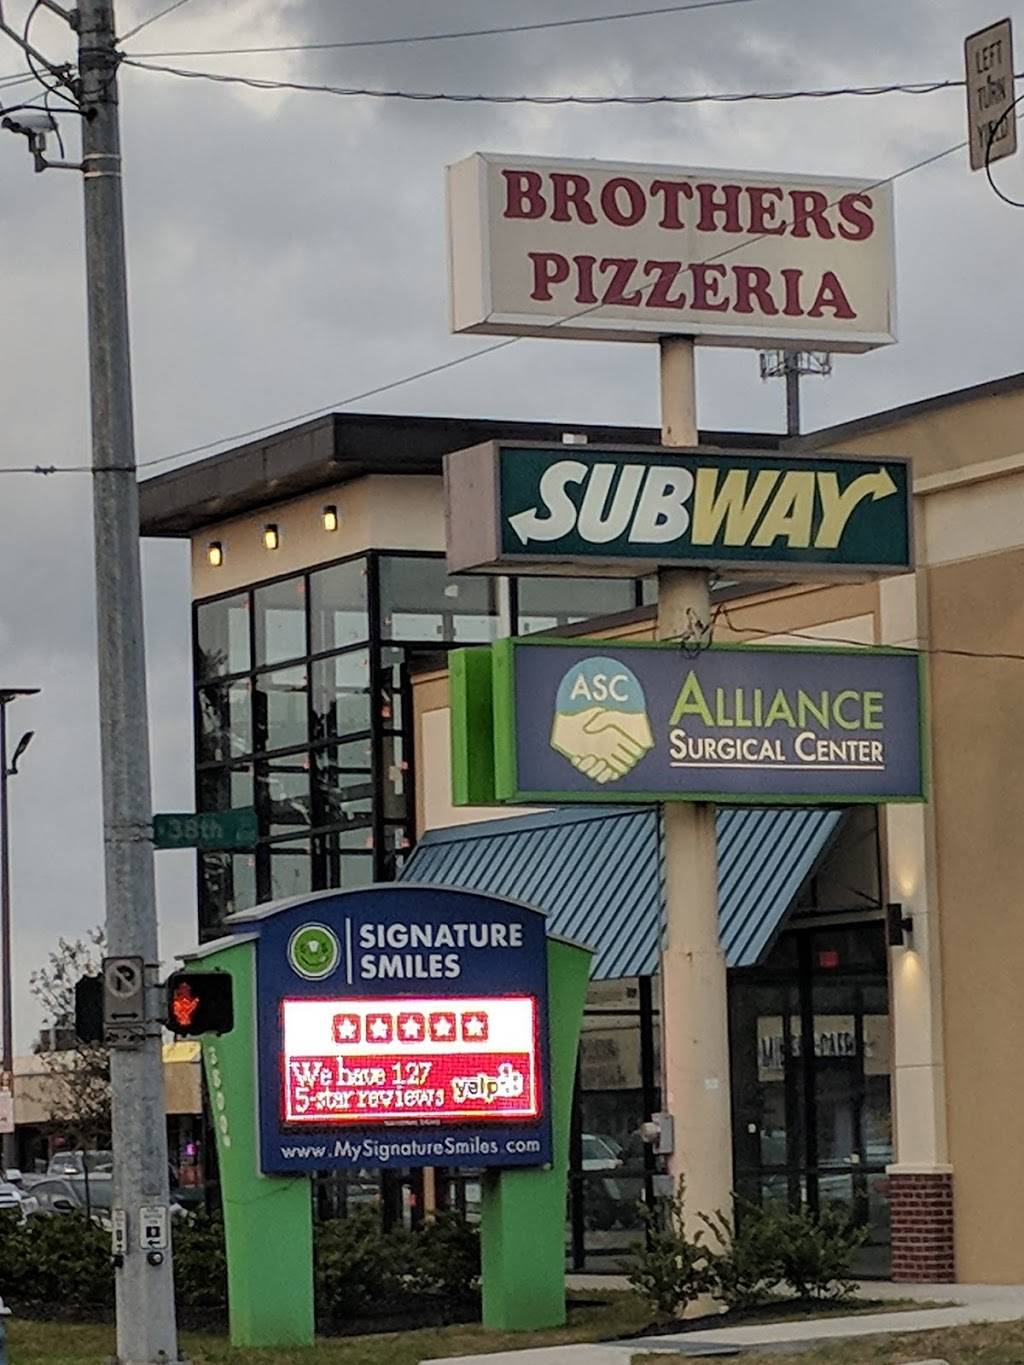 LEFT
TURN
YIELD
BROTHERS
PIZZERIA
SUBWAY
ASC
ALLIANCE
SURGICAL CENTER
38th
SIGNATURE
SMILES
We have 127
5-star reviews yelp
www.MySignatureSmiles.com